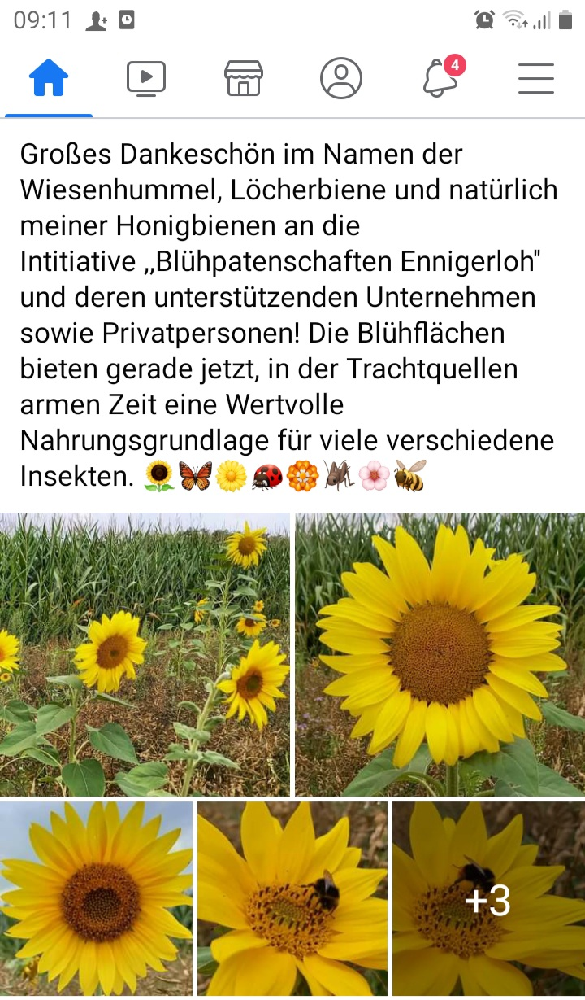 09:11
4
Großes Dankeschön im Namen der
Wiesenhummel, Löcherbiene und natürlich
meiner Honigbienen an die
Intitiative ,,Blühpatenschaften Ennigerloh"
und deren unterstützenden Unternehmen
sowie Privatpersonen! Die Blühflächen
bieten gerade jetzt, in der Trachtquellen
armen Zeit eine Wertvolle
Nahrungsgrundlage für viele verschiedene
Insekten. 🌻🦋🌼🐞🏵️🦗🌸🐝
+3